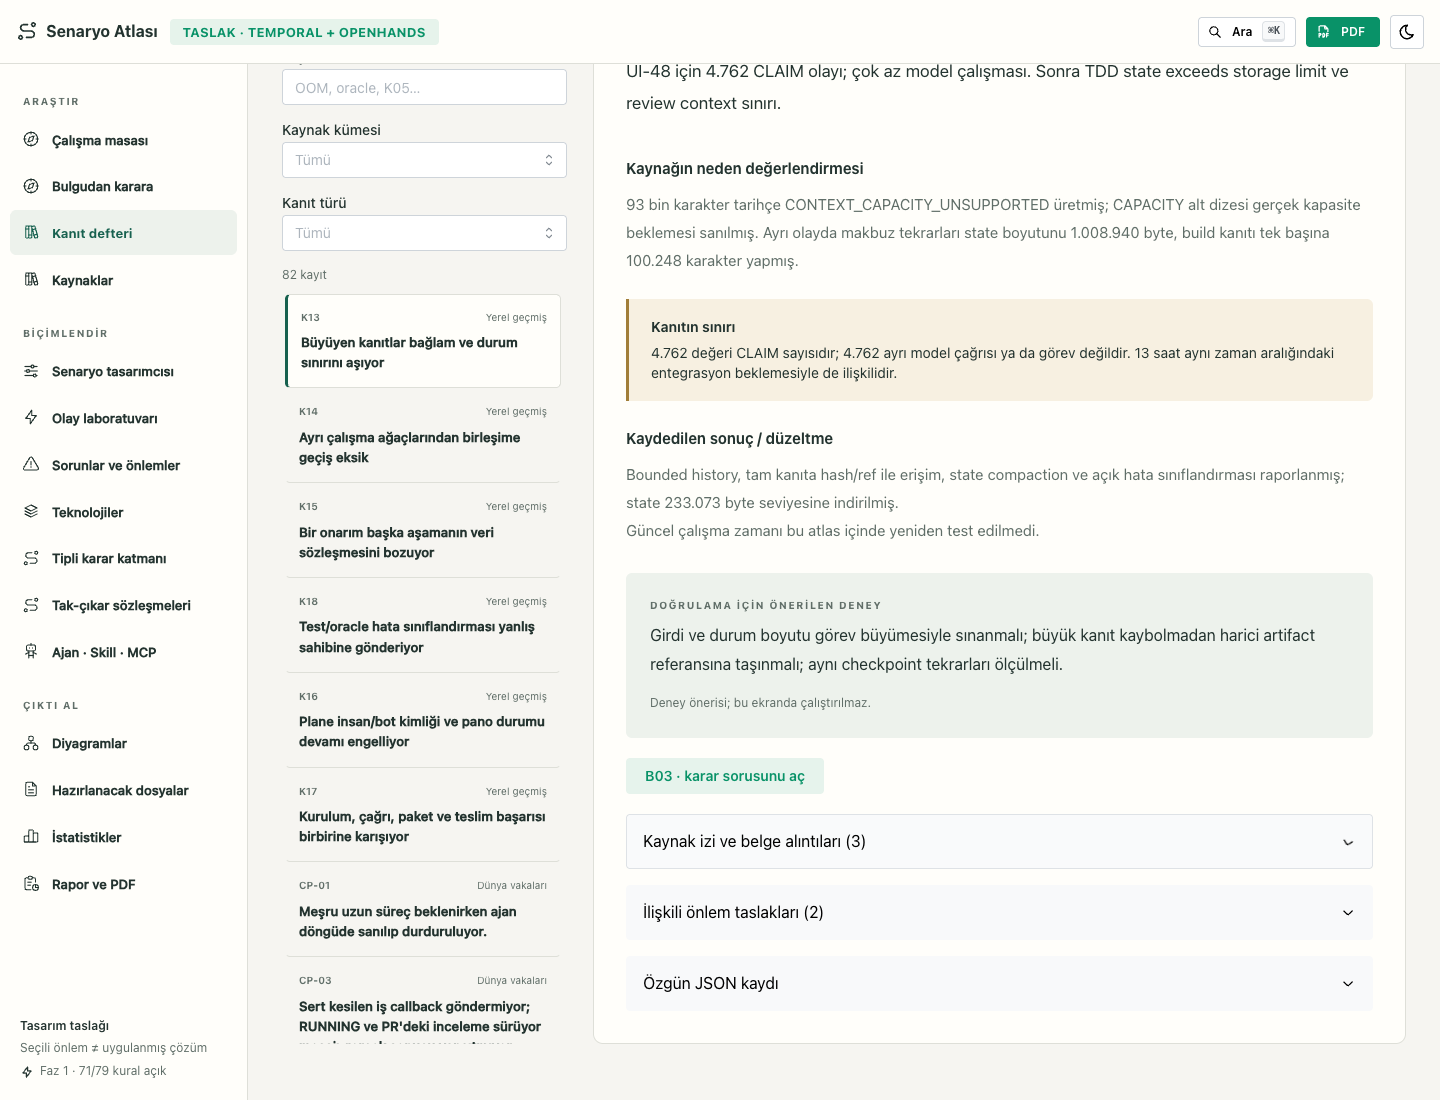 Senaryo Atlası
TASLAK · TEMPORAL + OPENHANDS
Ara
⌘K
PDF
ARAŞTIR
Çalışma masası
Bulgudan karara
Kanıt defteri
Kaynaklar
BİÇİMLENDİR
Senaryo tasarımcısı
Olay laboratuvarı
Sorunlar ve önlemler
Teknolojiler
Tipli karar katmanı
Tak-çıkar sözleşmeleri
Ajan · Skill · MCP
ÇIKTI AL
Diyagramlar
Hazırlanacak dosyalar
İstatistikler
Rapor ve PDF
Tasarım taslağı
Seçili önlem ≠ uygulanmış çözüm
Faz 1 · 71/79 kural açık
OOM, oracle, K05...
Kaynak kümesi
Tümü
Kanıt türü
Tümü
82 kayıt
K13
Yerel geçmiş
Büyüyen kanıtlar bağlam ve durum
sınırını aşıyor
K14
Yerel geçmiş
Ayrı çalışma ağaçlarından birleşime
geçiş eksik
K15
Yerel geçmiş
Bir onarım başka aşamanın veri
sözleşmesini bozuyor
K18
Yerel geçmiş
Test/oracle hata sınıflandırması yanlış
sahibine gönderiyor
K16
Yerel geçmiş
Plane insan/bot kimliği ve pano durumu
devamı engelliyor
K17
Yerel geçmiş
Kurulum, çağrı, paket ve teslim başarısı
birbirine karışıyor
CP-01
Dünya vakaları
Meşru uzun süreç beklenirken ajan
döngüde sanılıp durduruluyor.
CP-03
Dünya vakaları
Sert kesilen iş callback göndermiyor;
RUNNING ve PR'deki inceleme sürüyor
UI-48 için 4.762 CLAIM olayı; çok az model çalışması. Sonra TDD state exceeds storage limit ve
review context sınırı.
Kaynağın neden değerlendirmesi
93 bin karakter tarihçe CONTEXT_CAPACITY_UNSUPPORTED üretmiş; CAPACITY alt dizesi gerçek kapasite
beklemesi sanılmış. Ayrı olayda makbuz tekrarları state boyutunu 1.008.940 byte, build kanıtı tek başına
100.248 karakter yapmış.
Kanıtın sınırı
4.762 değeri CLAIM sayısıdır; 4.762 ayrı model çağrısı ya da görev değildir. 13 saat aynı zaman aralığındaki
entegrasyon beklemesiyle de ilişkilidir.
Kaydedilen sonuç / düzeltme
Bounded history, tam kanıta hash/ref ile erişim, state compaction ve açık hata sınıflandırması raporlanmış;
state 233.073 byte seviyesine indirilmiş.
Güncel çalışma zamanı bu atlas içinde yeniden test edilmedi.
DOĞRULAMA İÇİN ÖNERİLEN DENEY
Girdi ve durum boyutu görev büyümesiyle sınanmalı; büyük kanıt kaybolmadan harici artifact
referansına taşınmalı; aynı checkpoint tekrarları ölçülmeli.
Deney önerisi; bu ekranda çalıştırılmaz.
B03 · karar sorusunu aç
Kaynak izi ve belge alıntıları (3)
İlişkili önlem taslakları (2)
Özgün JSON kaydı